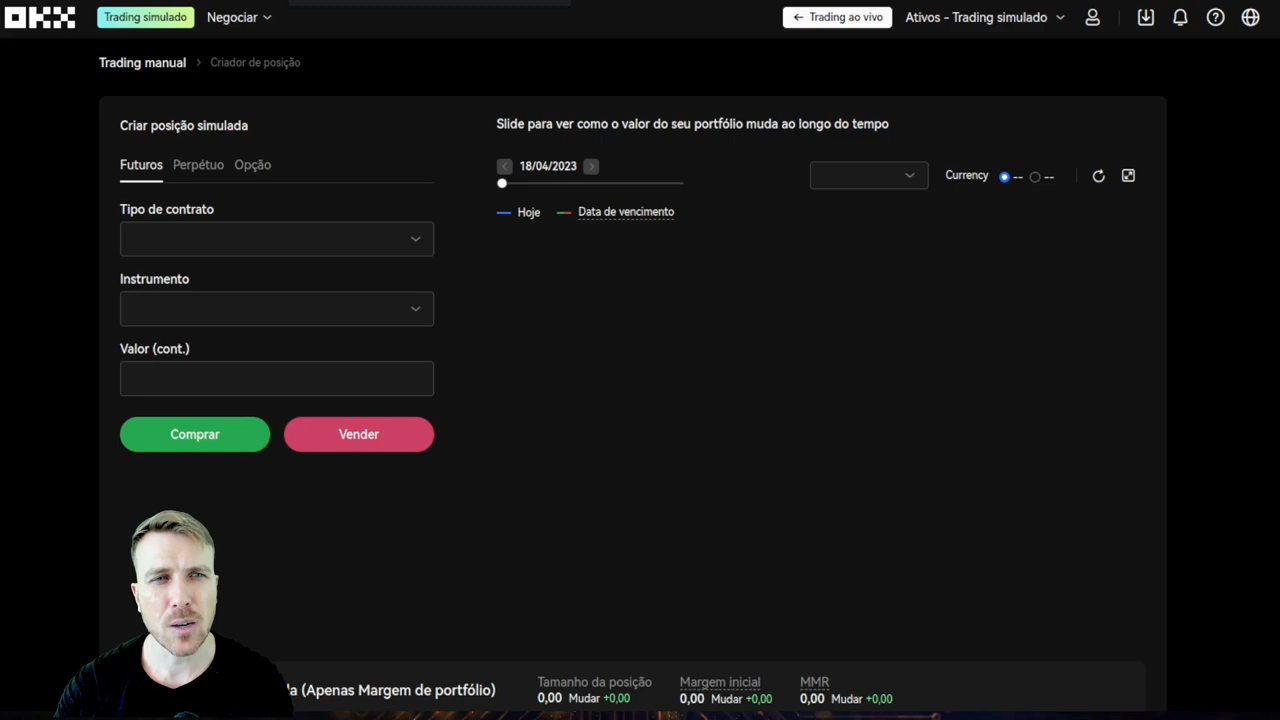 OKX Trading simulado Negociar Trading ao vivo Ativos - Trading simulado
Trading manual > Criador de posição
Criar posição simulada
Slide para ver como o valor do seu portfólio muda ao longo do tempo
Futuros Perpétuo Opção
18/04/2023
Currency -- --
Hoje Data de vencimento
Tipo de contrato
Instrumento
Valor (cont.)
Comprar Vender
(Apenas Margem de portfólio)
Tamanho da posição Margem inicial MMR
0,00 Mudar +0,00 0,00 Mudar +0,00 0,00 Mudar +0,00